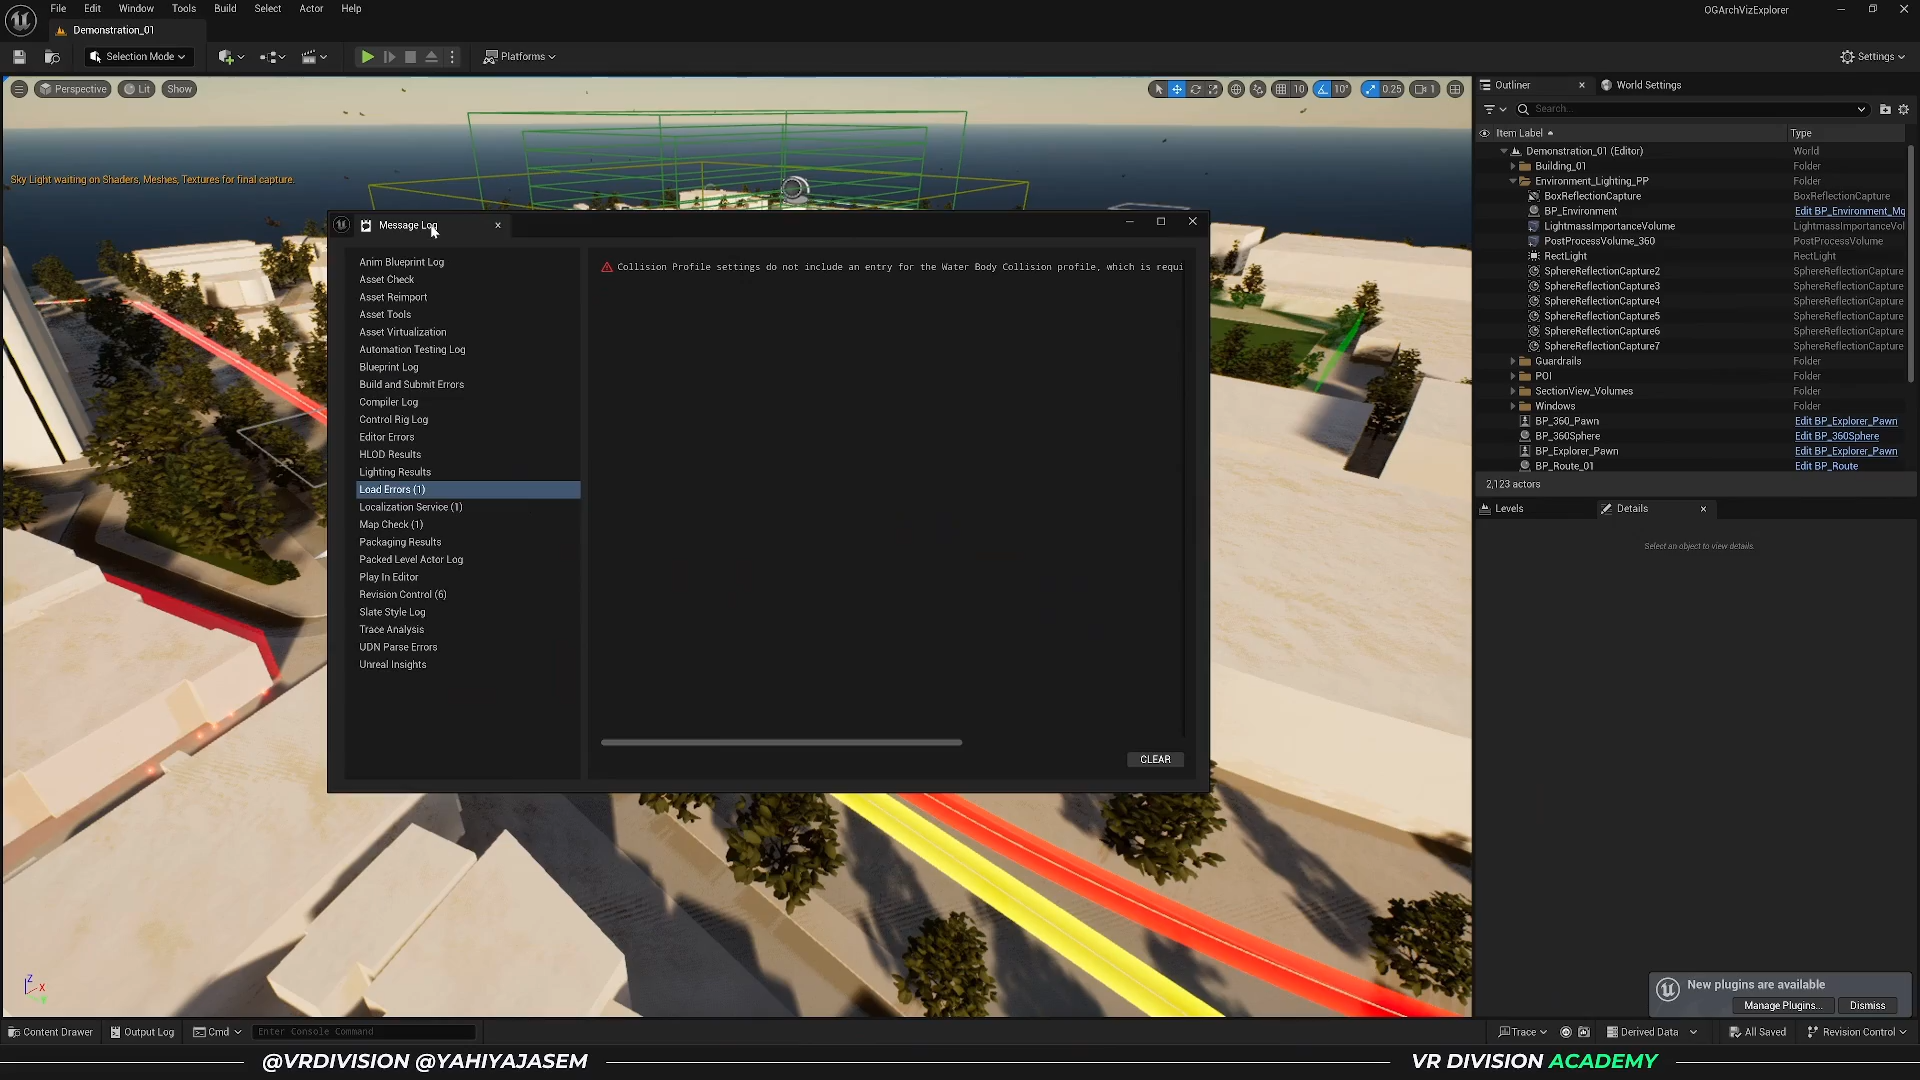 File Edit Window Tools Build Select Actor Help
OGArchVizExplorer
Demonstration_01
Selection Mode
Platforms
Settings
Perspective Lit Show
10 10° 0.25 1
Sky Light waiting on Shaders, Meshes, Textures for final capture.
Message Log
Anim Blueprint Log
Asset Check
Asset Reimport
Asset Tools
Asset Virtualization
Automation Testing Log
Blueprint Log
Build and Submit Errors
Compiler Log
Control Rig Log
Editor Errors
HLOD Results
Lighting Results
Load Errors (1)
Localization Service (1)
Map Check (1)
Packaging Results
Packed Level Actor Log
Play In Editor
Revision Control (6)
Slate Style Log
Trace Analysis
UDN Parse Errors
Unreal Insights
Collision Profile settings do not include an entry for the Water Body Collision profile, which is requi
CLEAR
Outliner World Settings
Search...
Item Label Type
Demonstration_01 (Editor) World
Building_01 Folder
Environment_Lighting_PP Folder
BoxReflectionCapture BoxReflectionCapture
BP_Environment Edit BP_Environment_Mq
LightmassImportanceVolume LightmassImportanceVol
PostProcessVolume_360 PostProcessVolume
RectLight RectLight
SphereReflectionCapture2 SphereReflectionCapture
SphereReflectionCapture3 SphereReflectionCapture
SphereReflectionCapture4 SphereReflectionCapture
SphereReflectionCapture5 SphereReflectionCapture
SphereReflectionCapture6 SphereReflectionCapture
SphereReflectionCapture7 SphereReflectionCapture
Guardrails Folder
POI Folder
SectionView_Volumes Folder
Windows Folder
BP_360_Pawn Edit BP_Explorer_Pawn
BP_360Sphere Edit BP_360Sphere
BP_Explorer_Pawn Edit BP_Explorer_Pawn
BP_Route_01 Edit BP_Route
2,123 actors
Levels Details
Select an object to view details.
New plugins are available
Manage Plugins... Dismiss
Z
X
Y
Content Drawer Output Log Cmd Enter Console Command
Trace Derived Data All Saved Revision Control
@VRDIVISION @YAHIYAJASEM
VR DIVISION ACADEMY